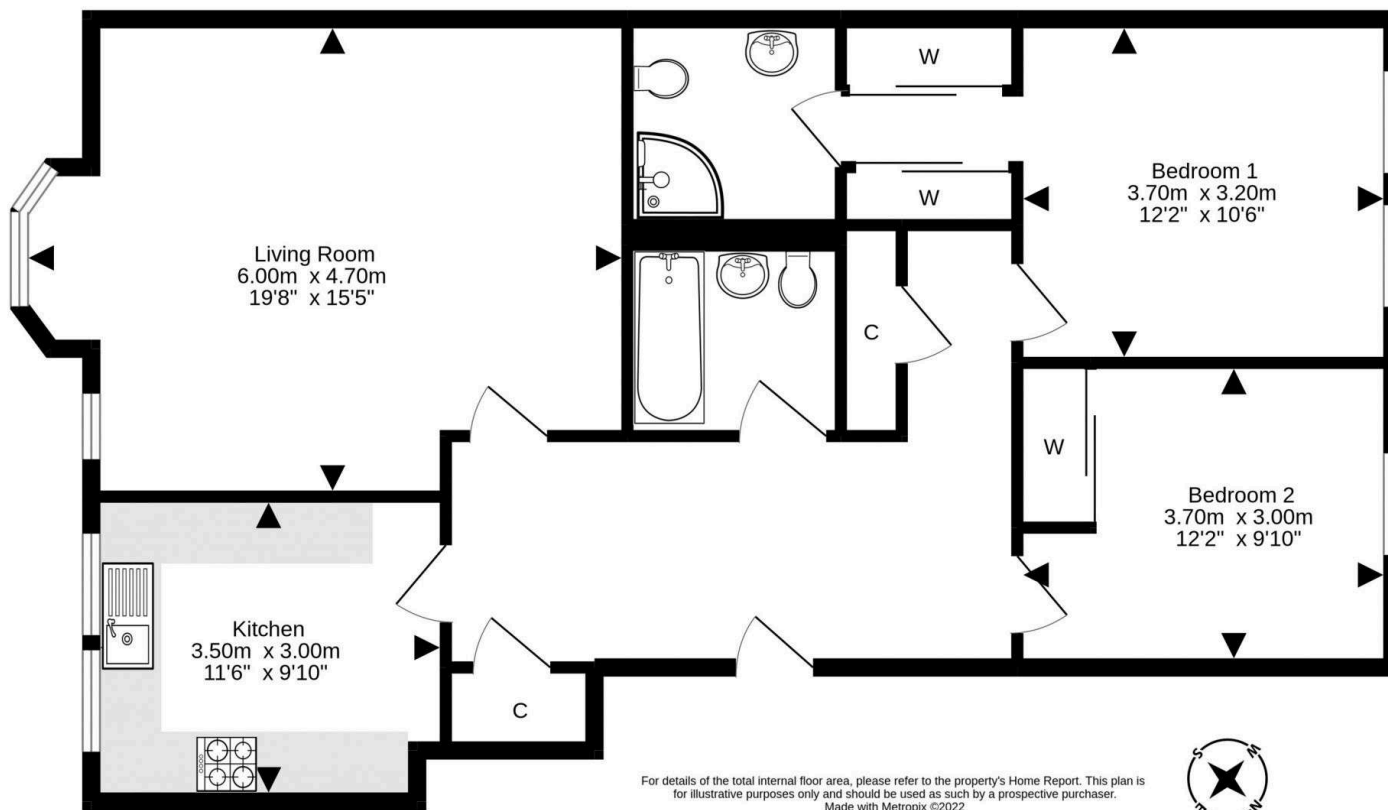 W
W
Bedroom 1
3.70m x 3.20m
12'2" x 10'6"
Living Room
6.00m x 4.70m
19'8" x 15'5"
C
W
Bedroom 2
3.70m x 3.00m
12'2" x 9'10"
Kitchen
3.50m x 3.00m
11'6" x 9'10"
C
For details of the total internal floor area, please refer to the property's Home Report. This plan is
for illustrative purposes only and should be used as such by a prospective purchaser.
Made with Metropix ©2022
S
W
E
N